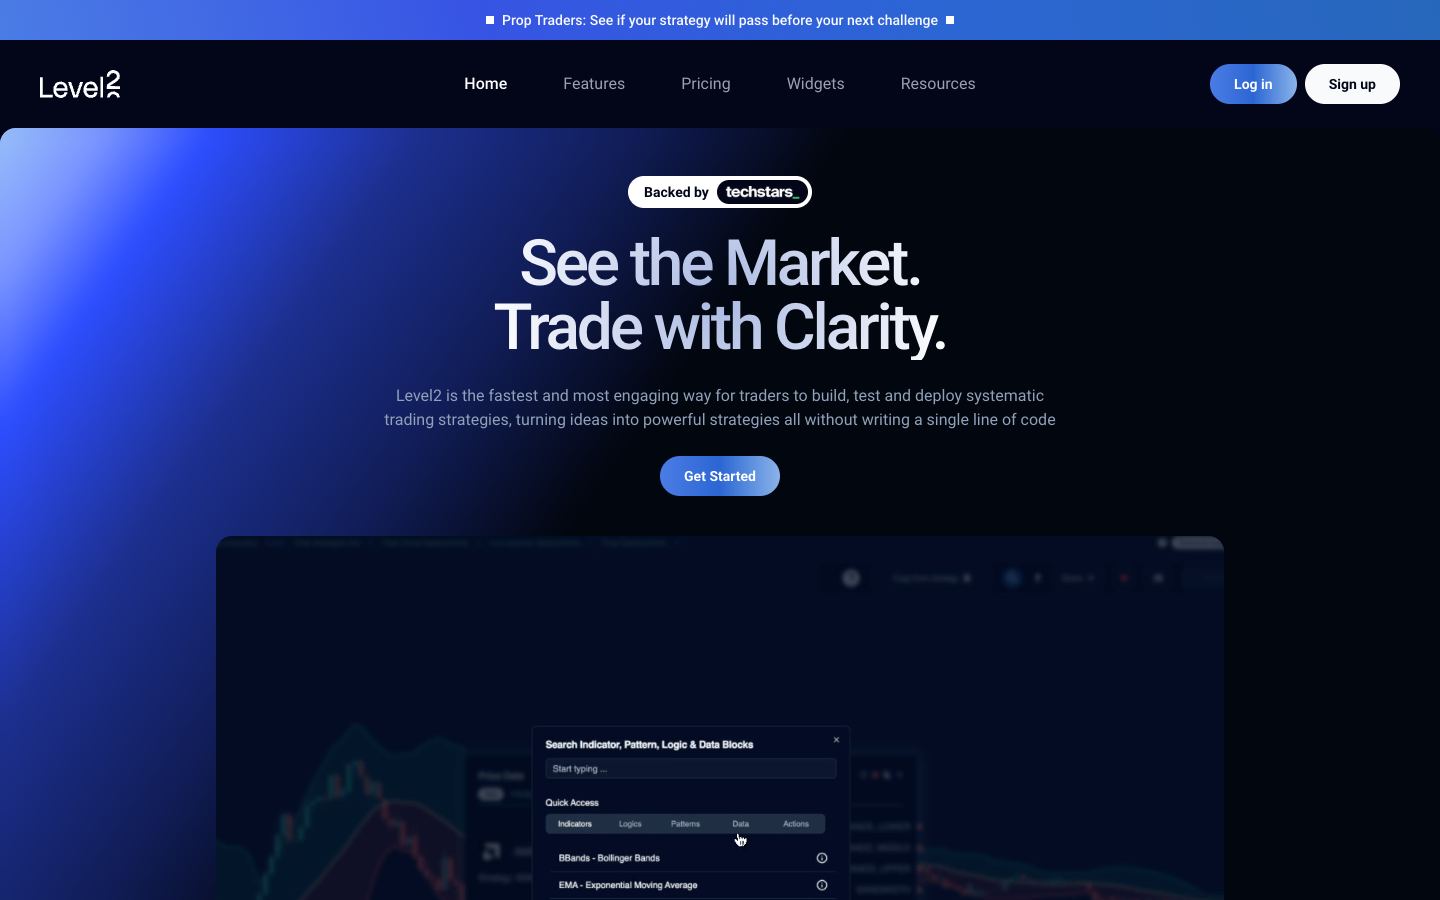 Prop Traders: See if your strategy will pass before your next challenge
Level2
Home
Features
Pricing
Widgets
Resources
Log in
Sign up
Backed by techstars_
See the Market.
Trade with Clarity.
Level2 is the fastest and most engaging way for traders to build, test and deploy systematic
trading strategies, turning ideas into powerful strategies all without writing a single line of code
Get Started
Search Indicator, Pattern, Logic & Data Blocks
Start typing ...
Quick Access
Indicators
Logics
Patterns
Data
Actions
BBands - Bollinger Bands
EMA - Exponential Moving Average